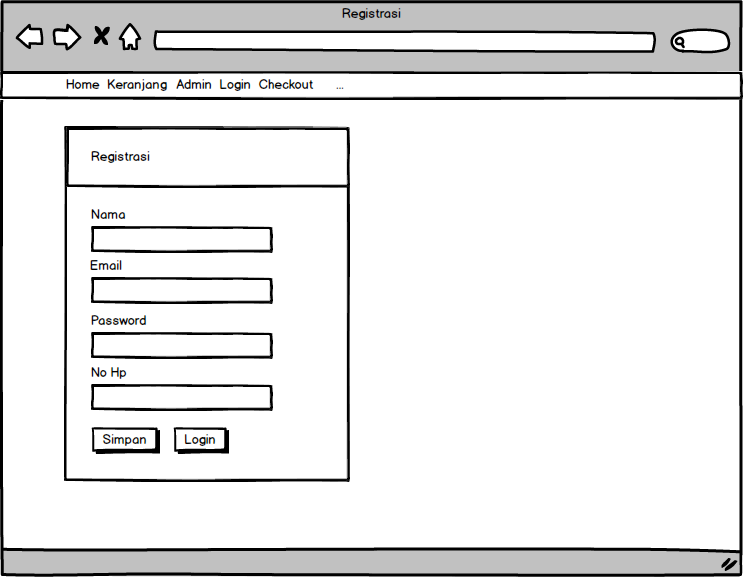 Registrasi
Home Keranjang Admin Login Checkout ...
Registrasi
Nama
Email
Password
No Hp
Simpan Login